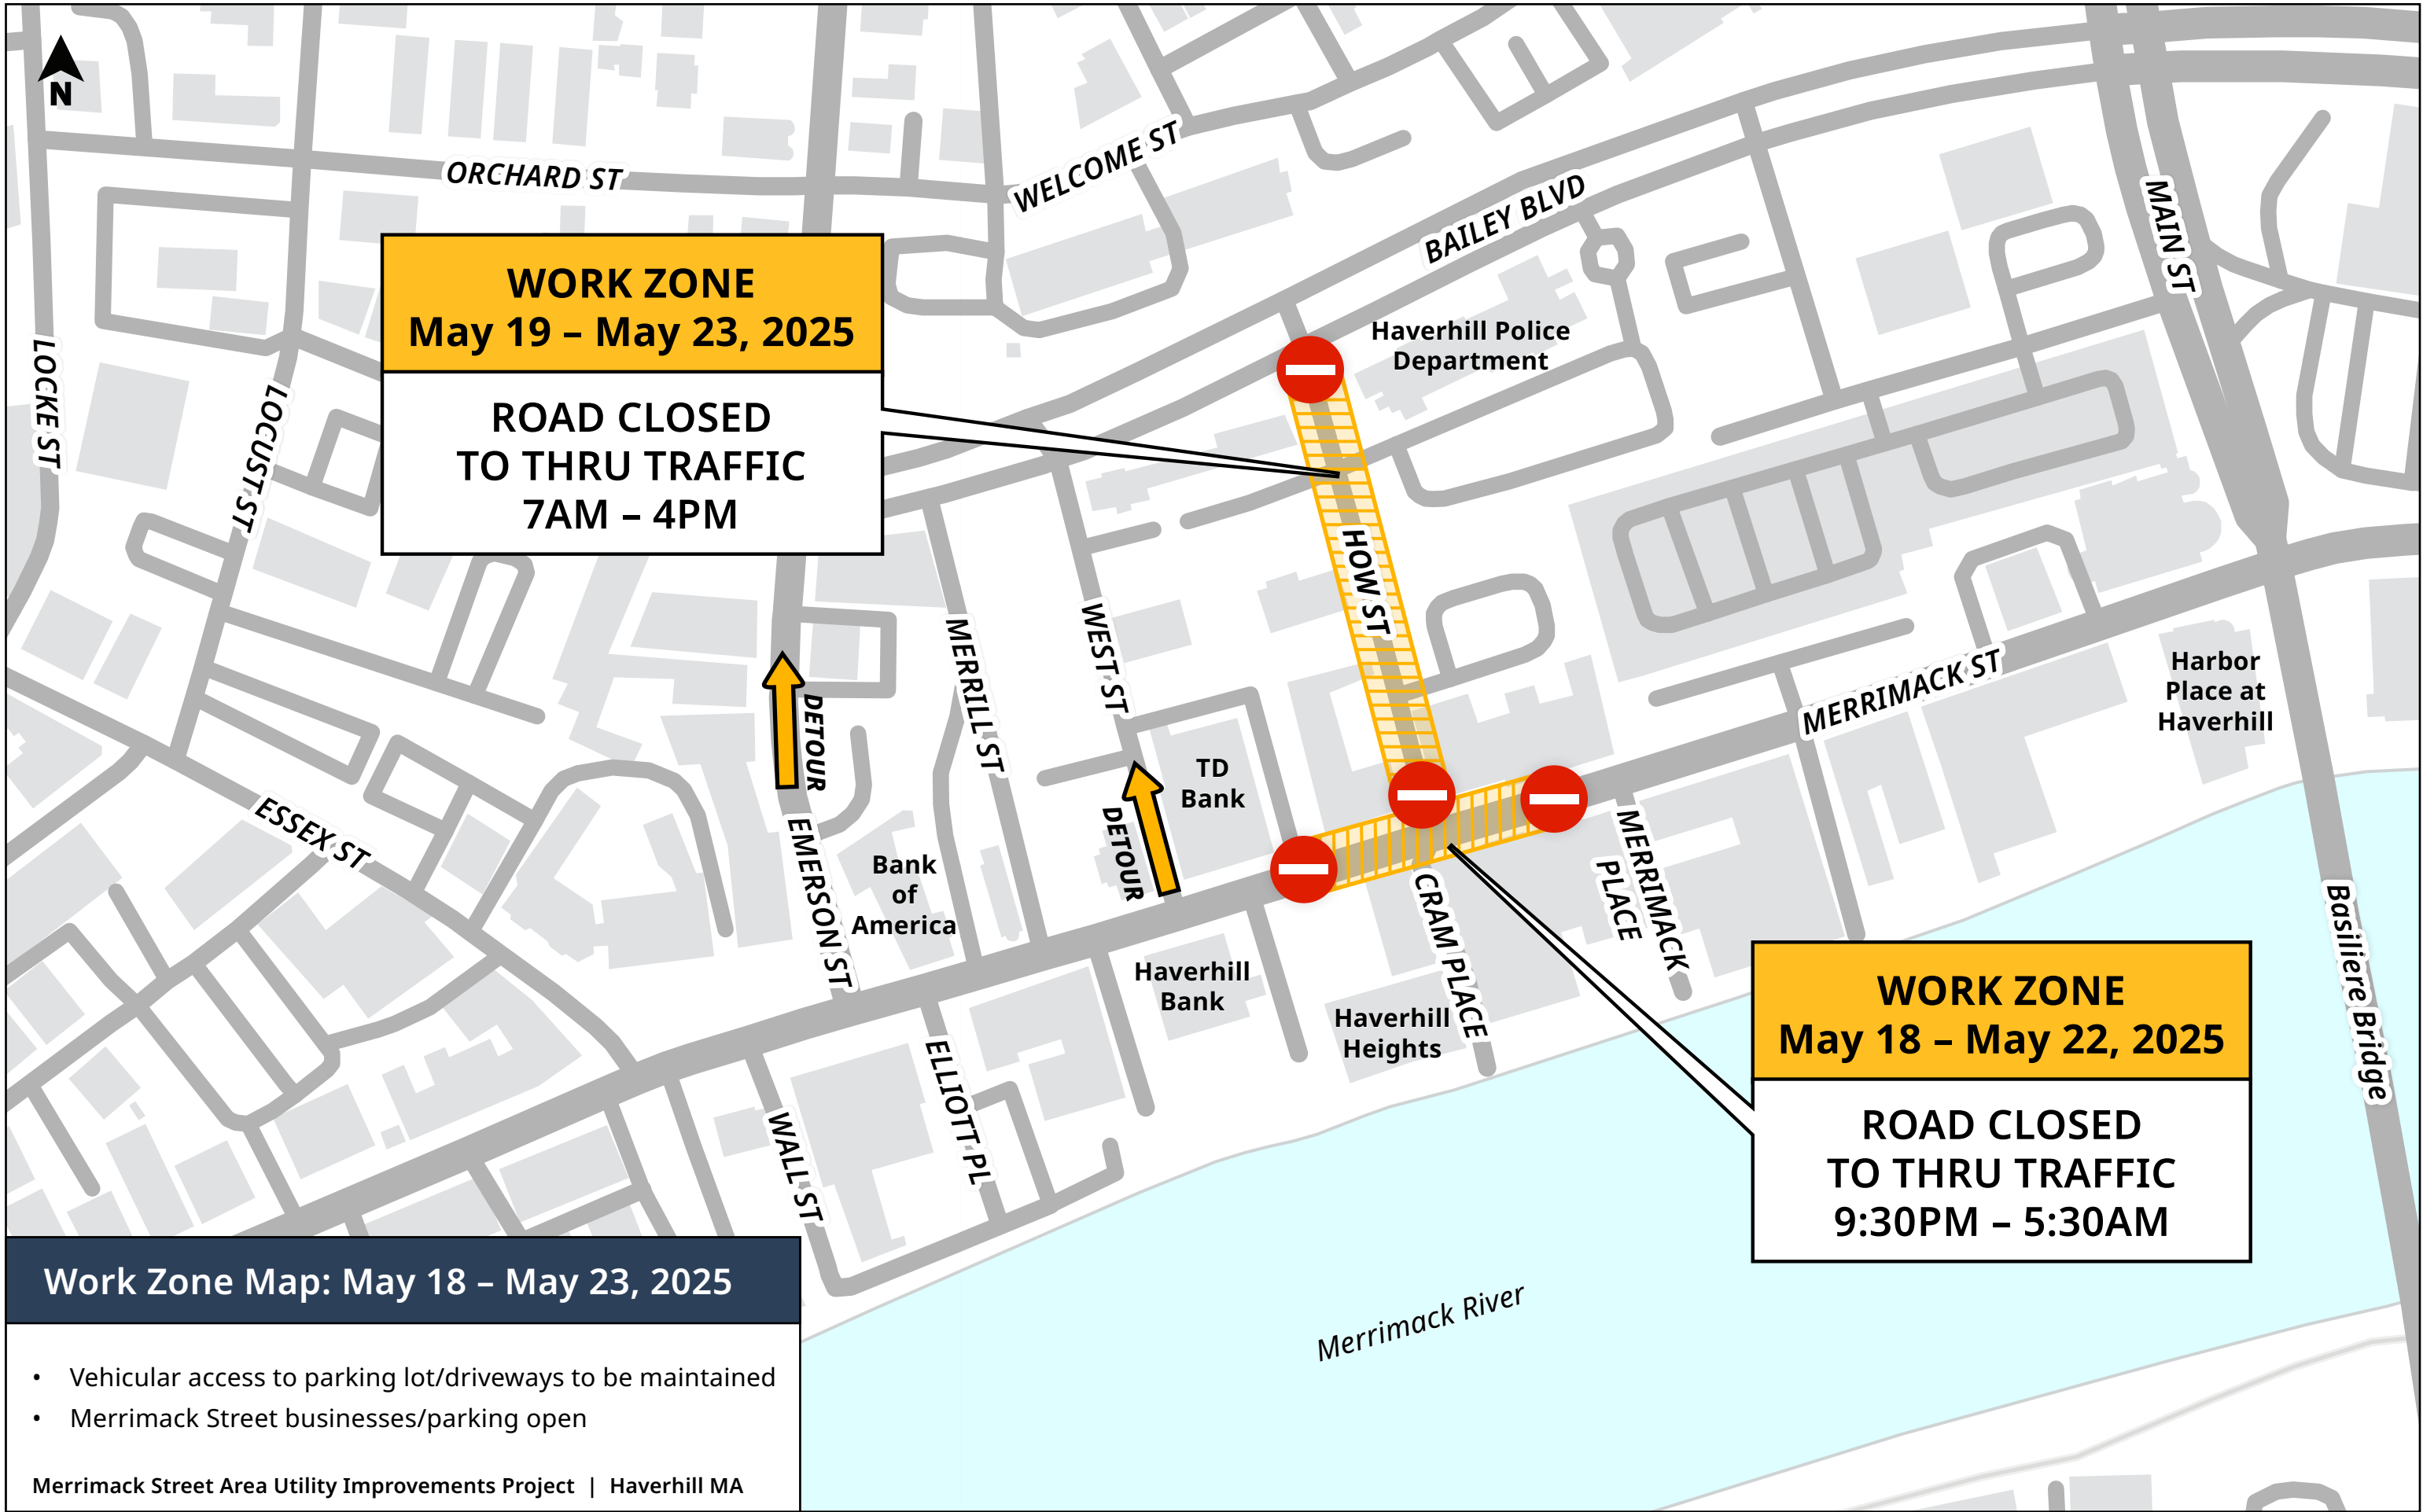 N
ORCHARD ST
WELCOME ST
BAILEY BLVD
MAIN ST
WORK ZONE
May 19 – May 23, 2025
ROAD CLOSED
TO THRU TRAFFIC
7AM – 4PM
Haverhill Police
Department
LOCKE ST
LOCUST ST
HOW ST
MERRILL ST
WEST ST
MERRIMACK ST
Harbor
Place at
Haverhill
DETOUR
TD
Bank
DETOUR
ESSEX ST
EMERSON ST
Bank
of
America
MERRIMACK
PLACE
CRAM PLACE
Haverhill
Bank
Haverhill
Heights
Basiliere Bridge
WORK ZONE
May 18 – May 22, 2025
ROAD CLOSED
TO THRU TRAFFIC
9:30PM – 5:30AM
ELLIOTT PL
WALL ST
Merrimack River
Work Zone Map: May 18 – May 23, 2025
• Vehicular access to parking lot/driveways to be maintained
• Merrimack Street businesses/parking open
Merrimack Street Area Utility Improvements Project | Haverhill MA